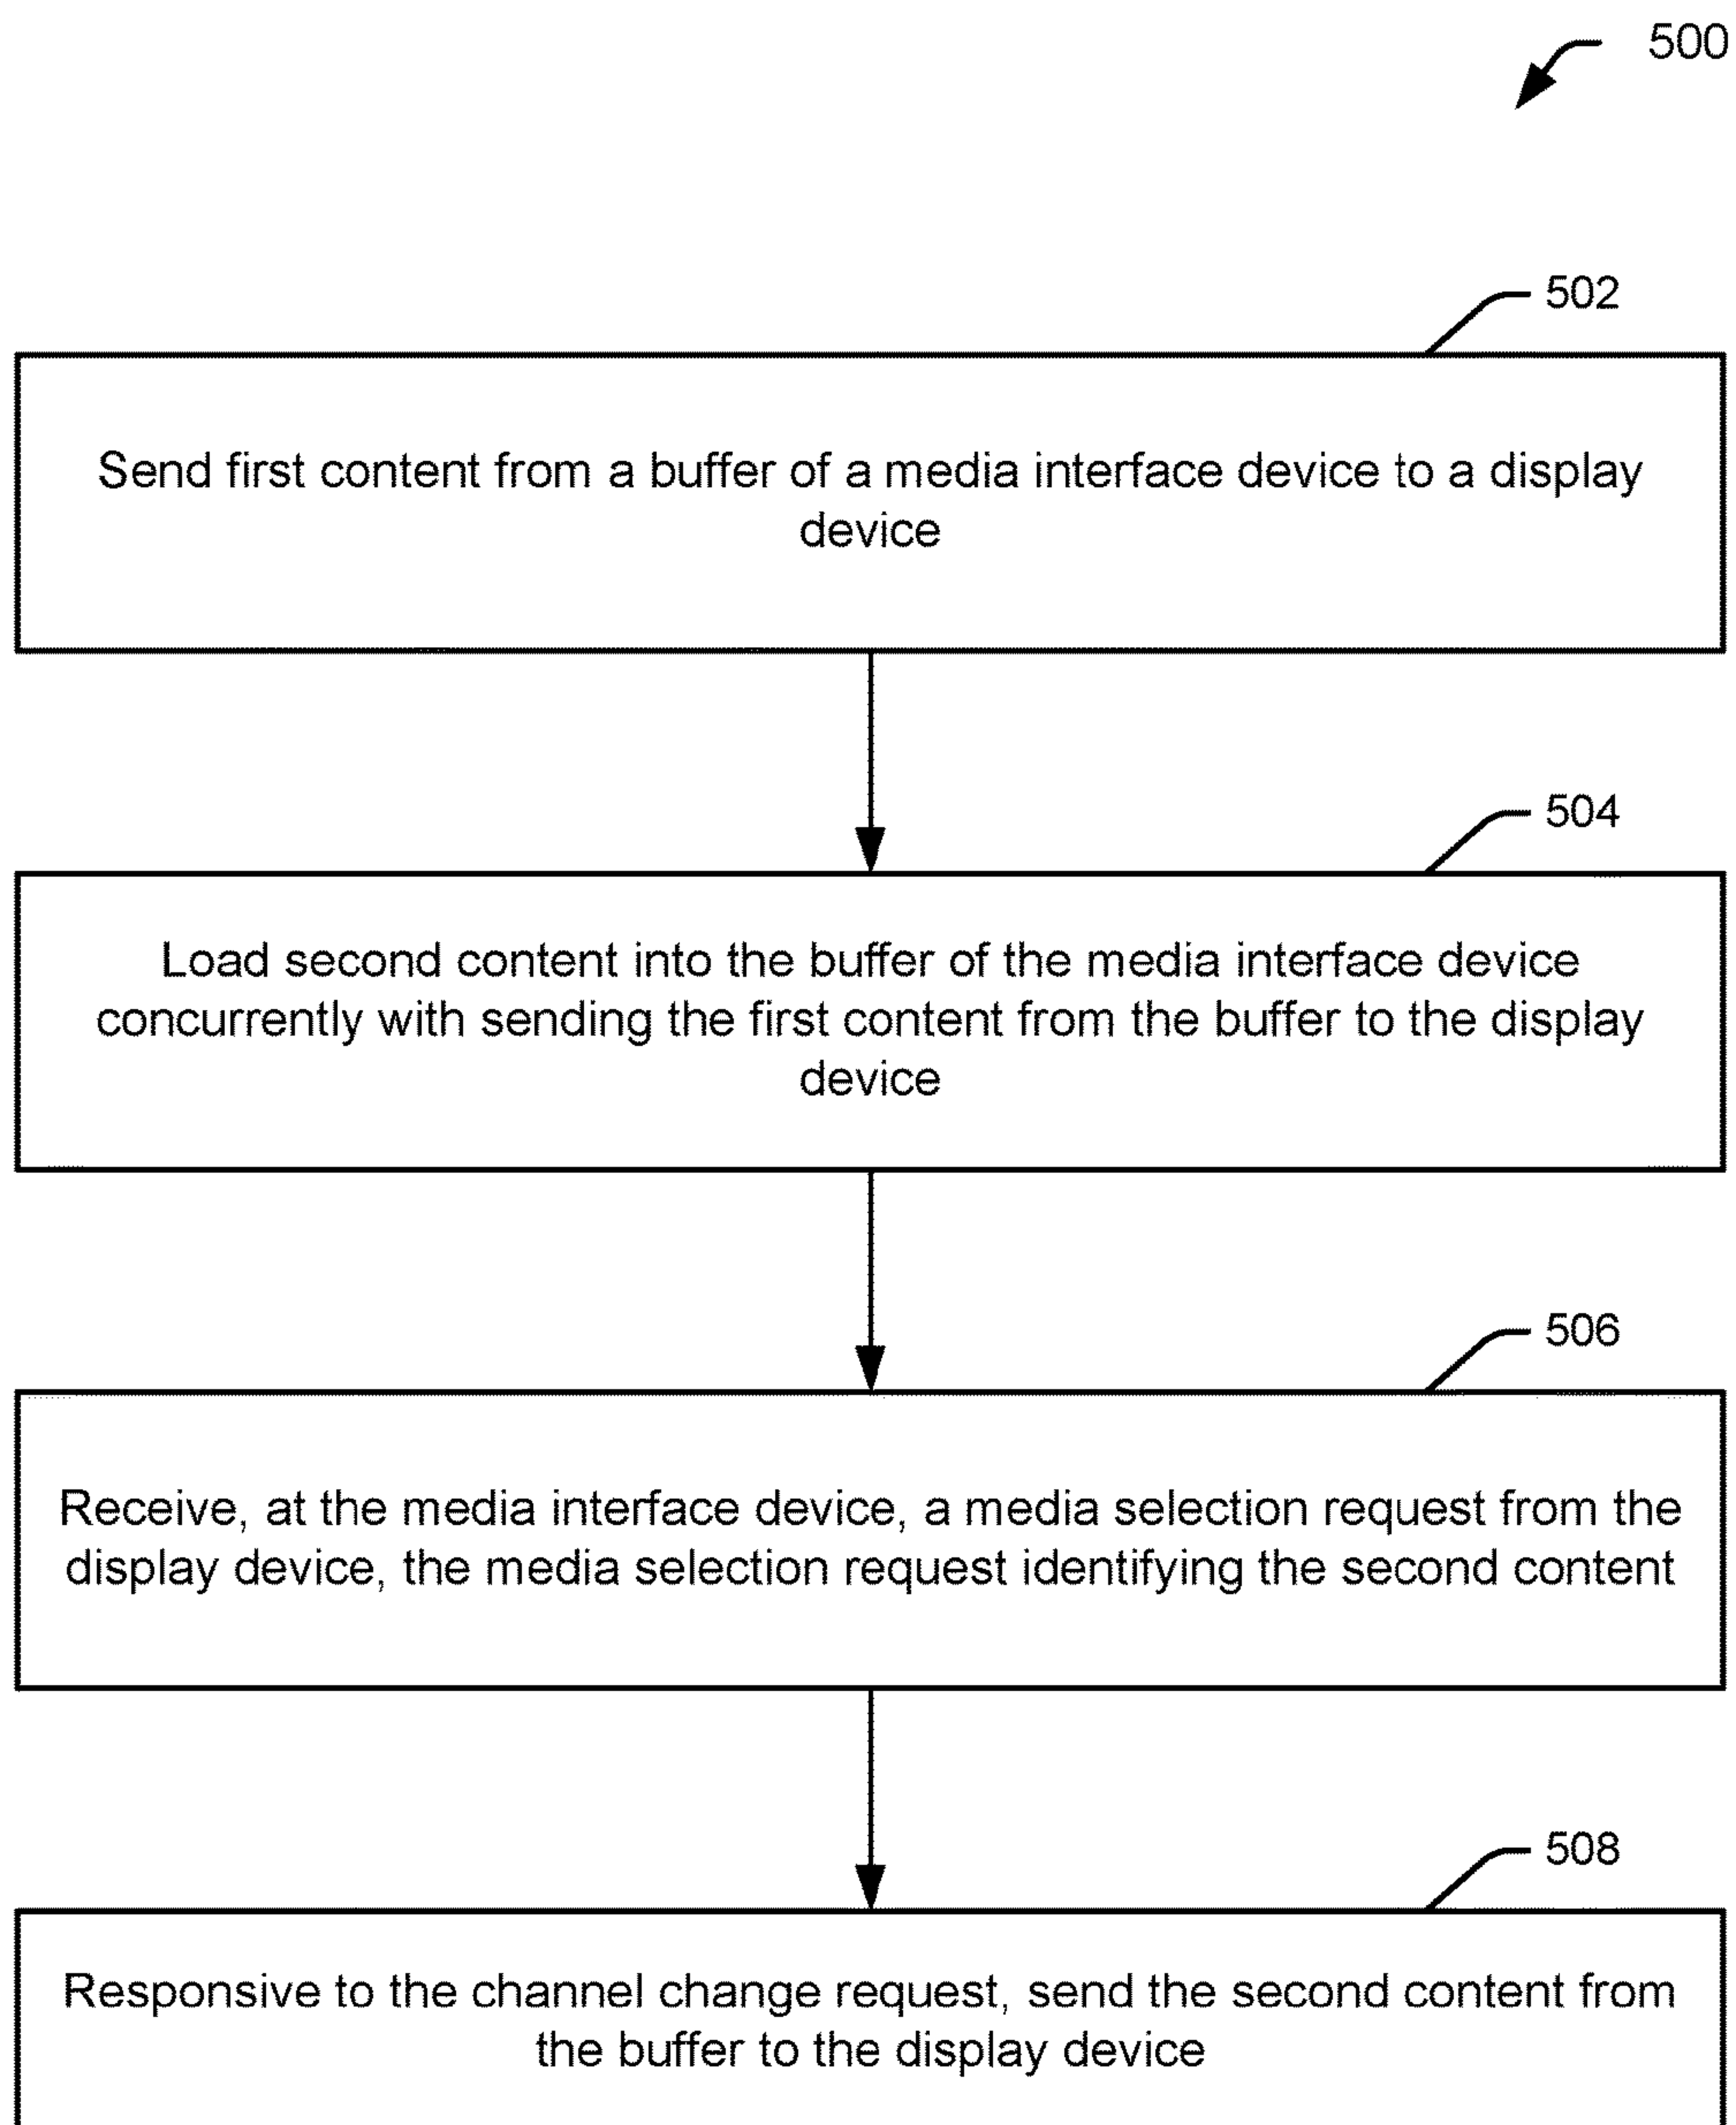 500
502
Send first content from a buffer of a media interface device to a display
device
504
Load second content into the buffer of the media interface device
concurrently with sending the first content from the buffer to the display
device
506
Receive, at the media interface device, a media selection request from the
display device, the media selection request identifying the second content
508
Responsive to the channel change request, send the second content from
the buffer to the display device